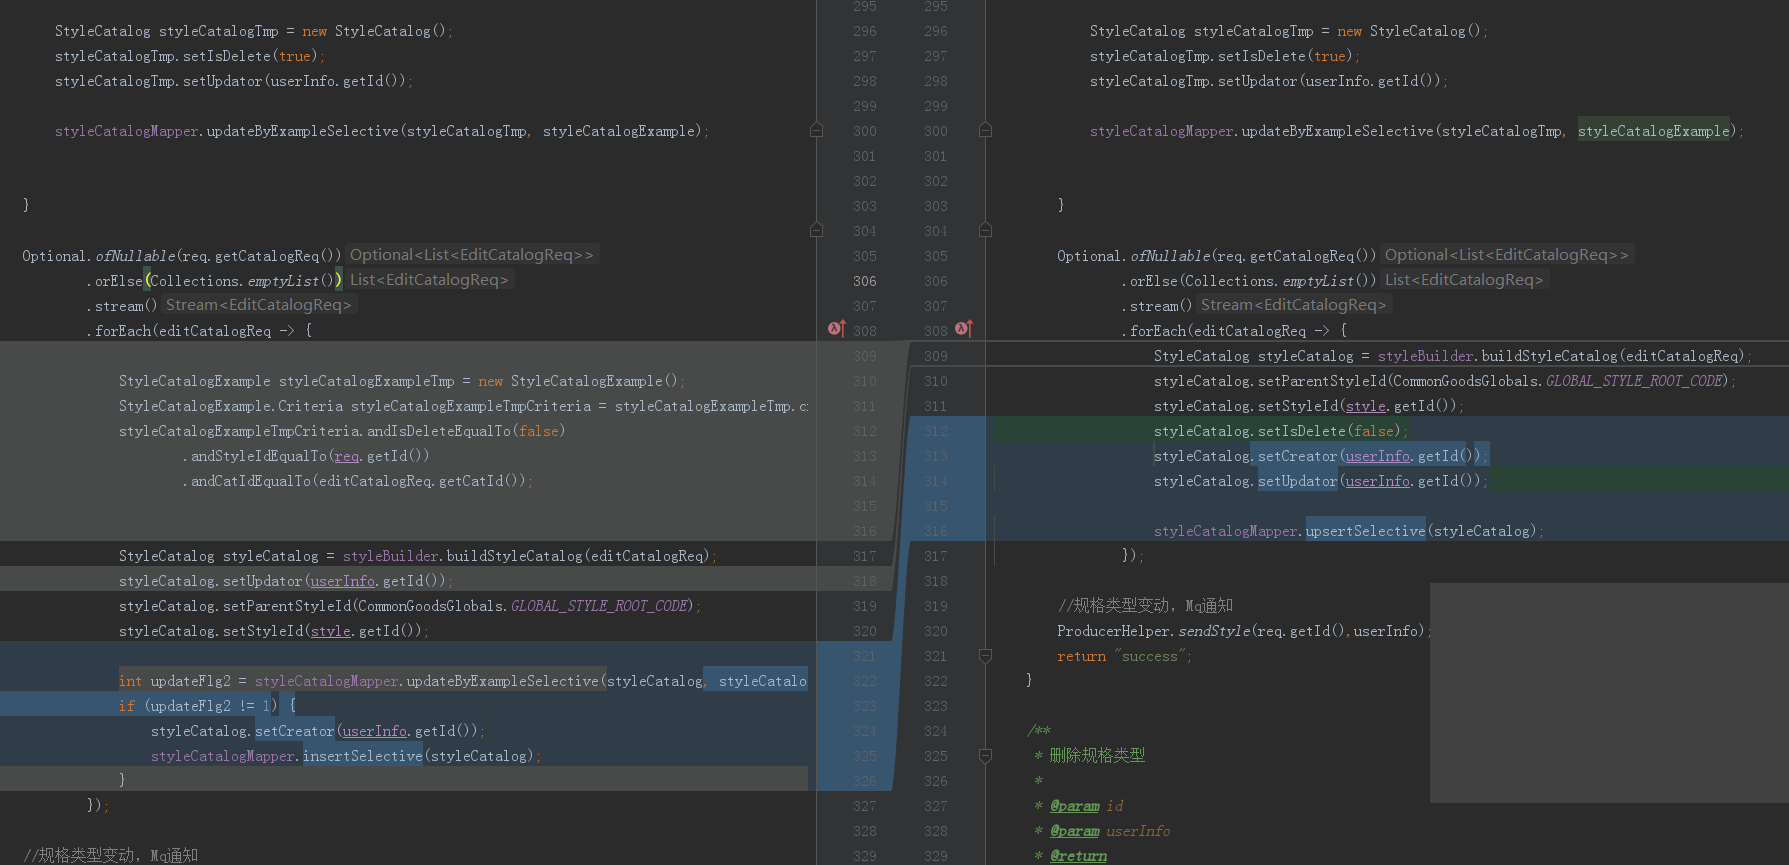 295 295
StyleCatalog styleCatalogTmp = new StyleCatalog(); 296 296 StyleCatalog styleCatalogTmp = new StyleCatalog();
styleCatalogTmp.setIsDelete(true); 297 297 styleCatalogTmp.setIsDelete(true);
styleCatalogTmp.setUpdator(userInfo.getId()); 298 298 styleCatalogTmp.setUpdator(userInfo.getId());
299 299
styleCatalogMapper.updateByExampleSelective(styleCatalogTmp, styleCatalogExample); 300 300 styleCatalogMapper.updateByExampleSelective(styleCatalogTmp, styleCatalogExample);
301 301
302 302
} 303 303 }
304 304
Optional.ofNullable(req.getCatalogReq()) Optional<List<EditCatalogReq>> 305 305 Optional.ofNullable(req.getCatalogReq()) Optional<List<EditCatalogReq>>
.orElse(Collections.emptyList()) List<EditCatalogReq> 306 306 .orElse(Collections.emptyList()) List<EditCatalogReq>
.stream() Stream<EditCatalogReq> 307 307 .stream() Stream<EditCatalogReq>
.forEach(editCatalogReq -> { 308 308 .forEach(editCatalogReq -> {
309 309 StyleCatalog styleCatalog = styleBuilder.buildStyleCatalog(editCatalogReq);
StyleCatalogExample styleCatalogExampleTmp = new StyleCatalogExample(); 310 310 styleCatalog.setParentStyleId(CommonGoodsGlobals.GLOBAL_STYLE_ROOT_CODE);
StyleCatalogExample.Criteria styleCatalogExampleTmpCriteria = styleCatalogExampleTmp.c 311 311 styleCatalog.setStyleId(style.getId());
styleCatalogExampleTmpCriteria.andIsDeleteEqualTo(false) 312 312 styleCatalog.setIsDelete(false);
.andStyleIdEqualTo(req.getId()) 313 313 styleCatalog.setCreator(userInfo.getId());
.andCatIdEqualTo(editCatalogReq.getCatId()); 314 314 styleCatalog.setUpdator(userInfo.getId());
315 315
316 316 styleCatalogMapper.upsertSelective(styleCatalog);
StyleCatalog styleCatalog = styleBuilder.buildStyleCatalog(editCatalogReq); 317 317 });
styleCatalog.setUpdator(userInfo.getId()); 318 318
styleCatalog.setParentStyleId(CommonGoodsGlobals.GLOBAL_STYLE_ROOT_CODE); 319 319 //规格类型变动，Mq通知
styleCatalog.setStyleId(style.getId()); 320 320 ProducerHelper.sendStyle(req.getId(),userInfo);
321 321 return "success";
int updateFlg2 = styleCatalogMapper.updateByExampleSelective(styleCatalog, styleCatalo 322 322 }
if (updateFlg2 != 1) { 323 323
styleCatalog.setCreator(userInfo.getId()); 324 324 /**
styleCatalogMapper.insertSelective(styleCatalog); 325 325 * 删除规格类型
} 326 326 *
}); 327 327 * @param id
328 328 * @param userInfo
//规格类型变动，Mq通知 329 329 * @return